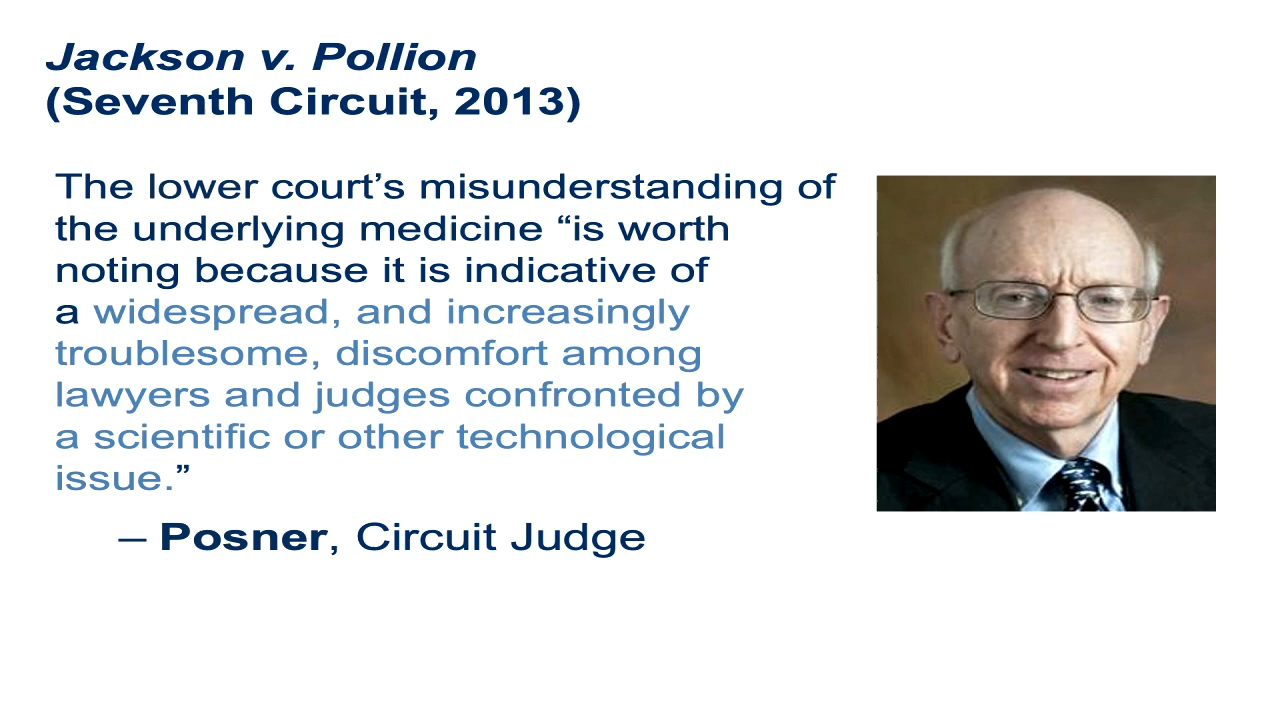 Jackson v. Pollion
(Seventh Circuit, 2013)
The lower court’s misunderstanding of
the underlying medicine “is worth
noting because it is indicative of
a widespread, and increasingly
troublesome, discomfort among
lawyers and judges confronted by
a scientific or other technological
issue.”
– Posner, Circuit Judge